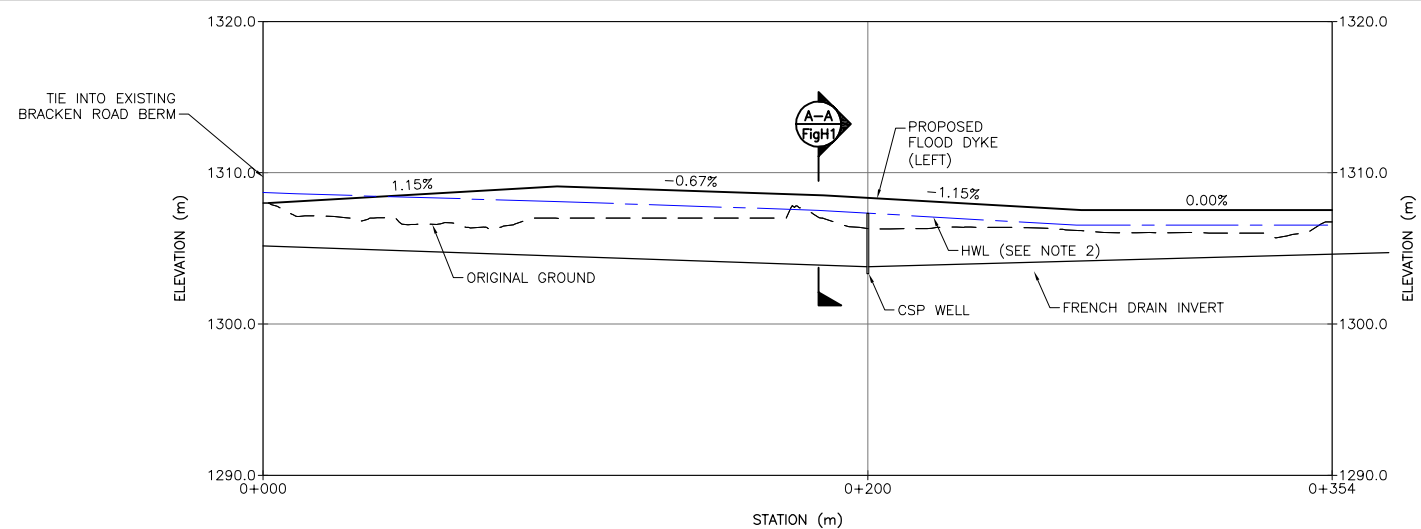 1320.0
1320.0
TIE INTO EXISTING
BRACKEN ROAD BERM
A-A
FigH1
PROPOSED
FLOOD DYKE
(LEFT)
1310.0
1310.0
1.15%
-0.67%
-1.15%
0.00%
ELEVATION (m)
ELEVATION (m)
HWL (SEE NOTE 2)
ORIGINAL GROUND
CSP WELL
FRENCH DRAIN INVERT
1300.0
1300.0
1290.0
1290.0
0+000
0+200
0+354
STATION (m)